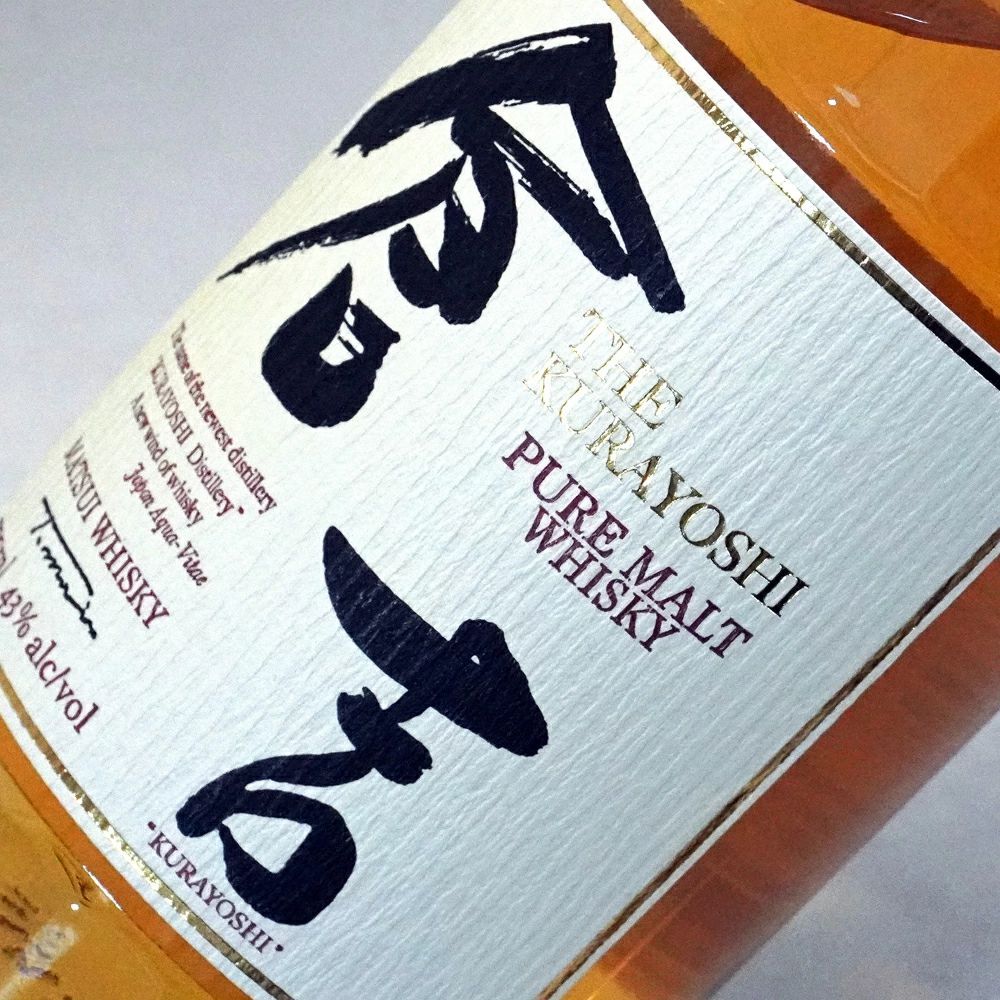 倉吉
THE
KURAYOSHI
PURE MALT
WHISKY
The name of the newest distillery
KURAYOSHI Distillery"
A new wind of whisky
Japan Aqua-Vitae
MATSUI WHISKY
43% alc/vol
"KURAYOSHI"